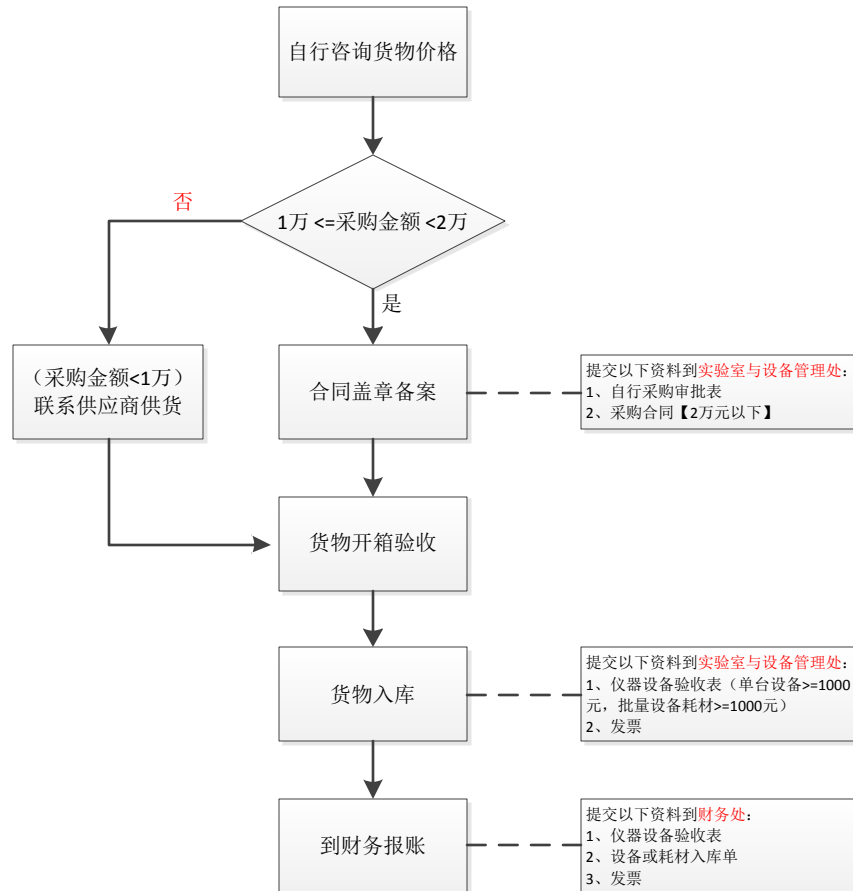 自行咨询货物价格
否
1万 <=采购金额 <2万
是
（采购金额<1万）
联系供应商供货
合同盖章备案
提交以下资料到实验室与设备管理处：
1、自行采购审批表
2、采购合同【2万元以下】
货物开箱验收
货物入库
提交以下资料到实验室与设备管理处：
1、仪器设备验收表（单台设备>=1000
元，批量设备耗材>=1000元）
2、发票
到财务报账
提交以下资料到财务处：
1、仪器设备验收表
2、设备或耗材入库单
3、发票